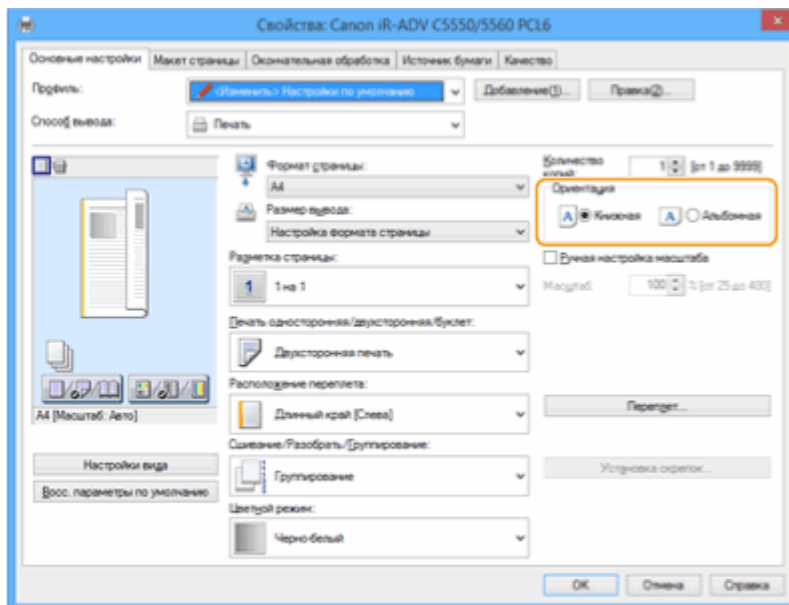 Свойства: Canon iR-ADV C5550/5560 PCL6
Основные настройки Макет страницы Окончательная обработка Источник бумаги Качество
Профиль: <Изменить> Настройки по умолчанию Добавление(1)... Правка(2)...
Способ вывода: Печать
Формат страницы:
A4
Размер вывода:
Настройка формата страницы
Разметка страницы:
1 1 на 1
Печать односторонняя/двухсторонняя/буклет:
Двухсторонняя печать
Расположение переплета:
Длинный край [Слева]
Сшивание/Разобрать/Группирование:
Группирование
Цветной режим:
Черно-белый
Количество копий: 1 [от 1 до 9999]
Ориентация
A Книжная A Альбомная
Ручная настройка масштаба
Масштаб: 100 % [от 25 до 400]
Переплет...
Установка скрепок...
A4 [Масштаб: Авто]
Настройки вида
Восс. параметры по умолчанию
OK Отмена Справка